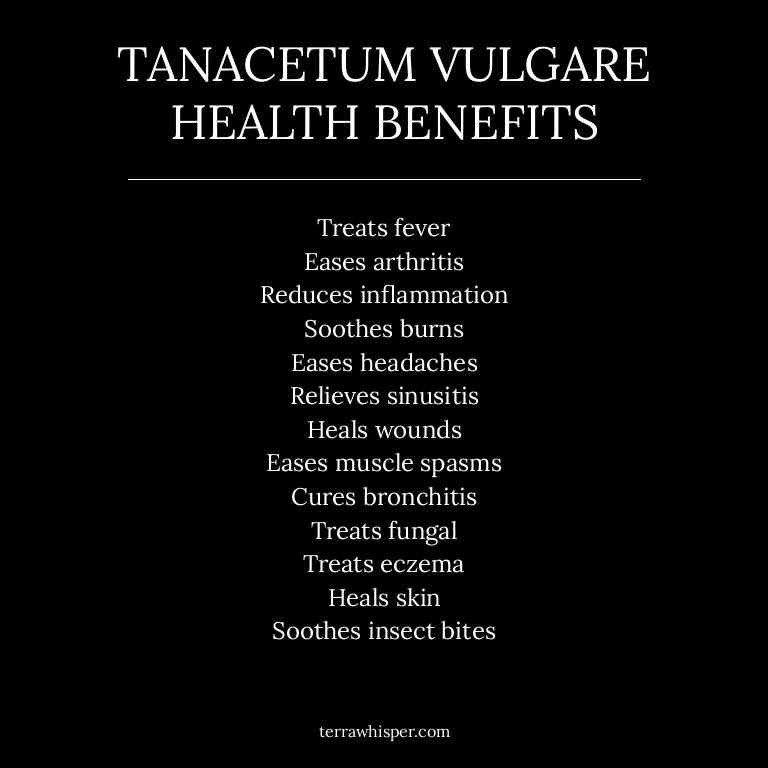 TANACETUM VULGARE
HEALTH BENEFITS
Treats fever
Eases arthritis
Reduces inflammation
Soothes burns
Eases headaches
Relieves sinusitis
Heals wounds
Eases muscle spasms
Cures bronchitis
Treats fungal
Treats eczema
Heals skin
Soothes insect bites
terrawhisper.com